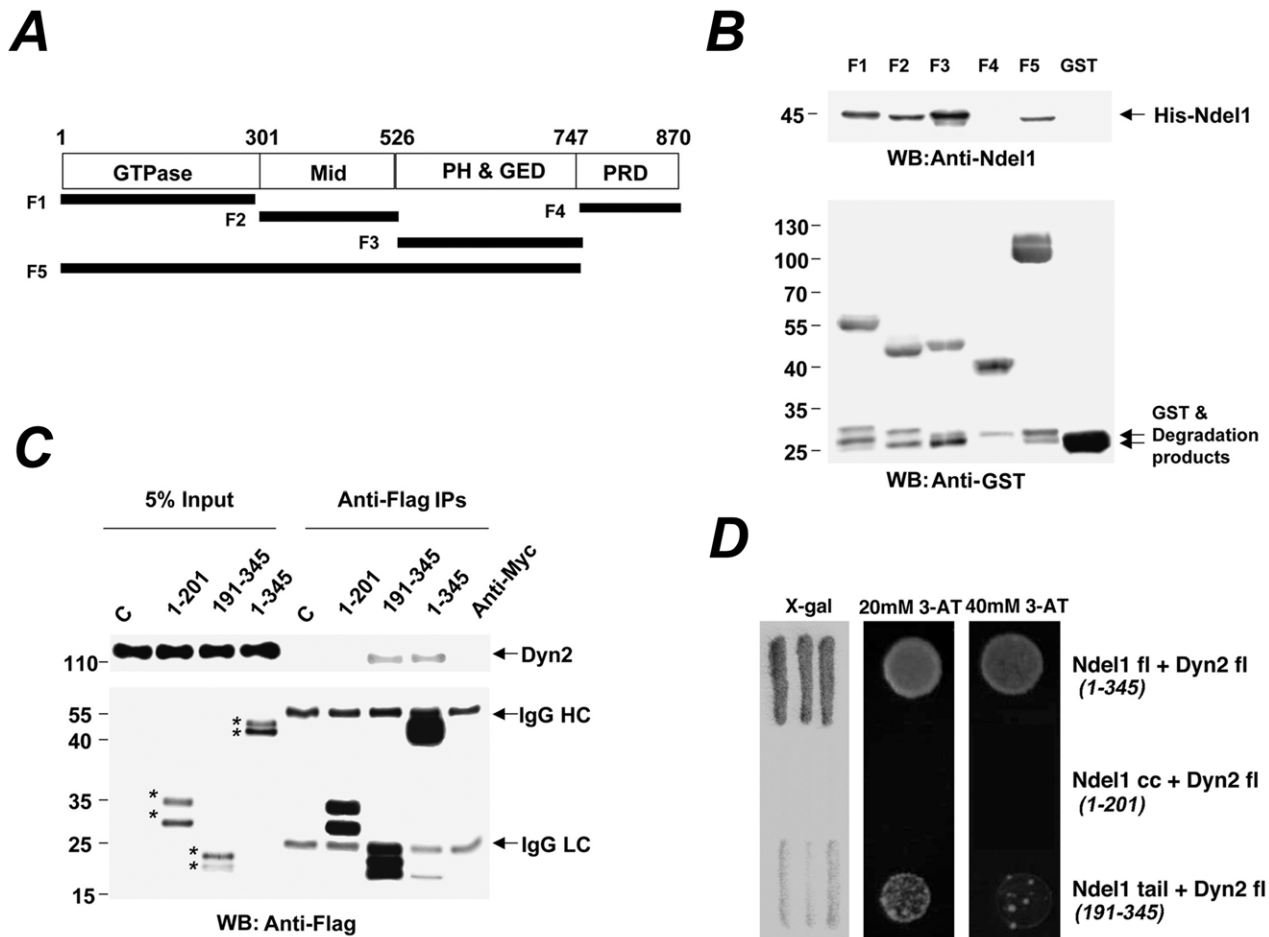 A
1 301 526 747 870
GTPase Mid PH & GED PRD
F1
F2
F3
F4
F5
B
F1 F2 F3 F4 F5 GST
45
His-Ndel1
WB:Anti-Ndel1
130
100
70
55
40
35
25
GST &
Degradation
products
WB:Anti-GST
C
5% Input Anti-Flag IPs
C 1-201 191-345 1-345 C 1-201 191-345 1-345 Anti-Myc
110
Dyn2
55
40
35
25
15
* *
* *
* *
IgG HC
IgG LC
WB: Anti-Flag
D
X-gal 20mM 3-AT 40mM 3-AT
Ndel1 fl + Dyn2 fl
(1-345)
Ndel1 cc + Dyn2 fl
(1-201)
Ndel1 tail + Dyn2 fl
(191-345)